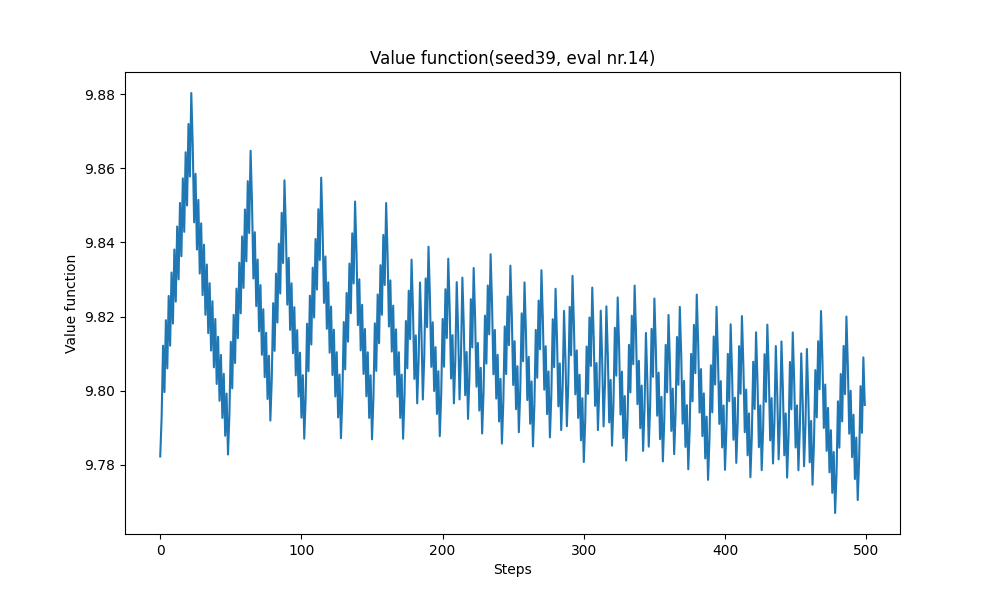 Value function(seed39, eval nr.14)
9.88
9.86
9.84
9.82
9.80
9.78
Value function
0 100 200 300 400 500
Steps